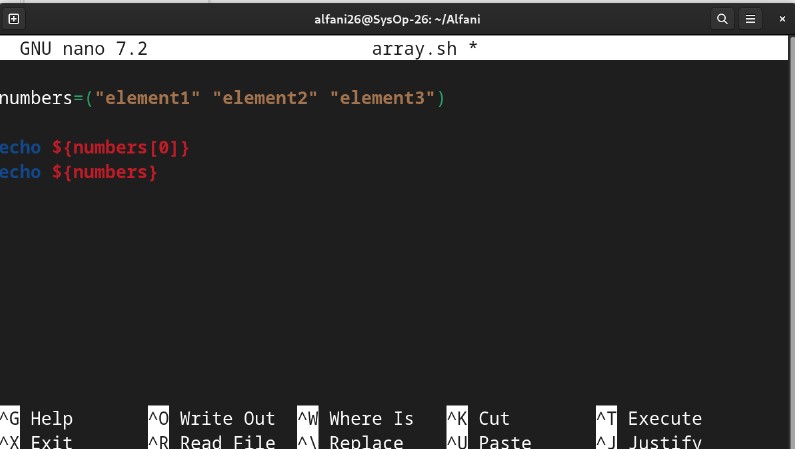 alfani26@SysOp-26: ~/Alfani
GNU nano 7.2 array.sh *
numbers=("element1" "element2" "element3")
echo ${numbers[0]}
echo ${numbers}
^G Help ^O Write Out ^W Where Is ^K Cut ^T Execute
^X Exit ^R Read File ^\ Replace ^U Paste ^J Justify